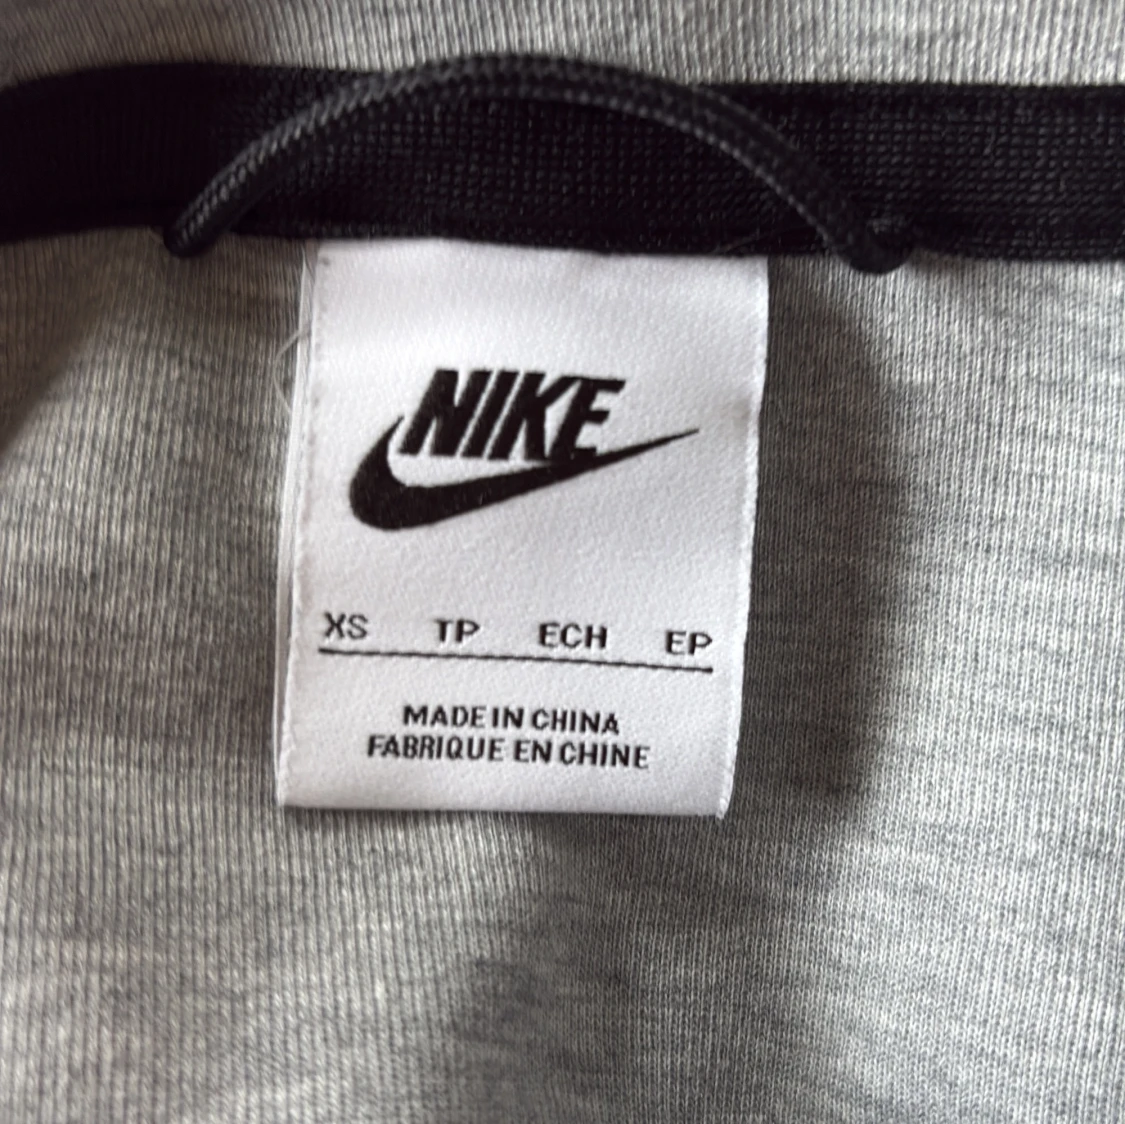 NIKE
XS TP ECH EP
MADE IN CHINA
FABRIQUE EN CHINE